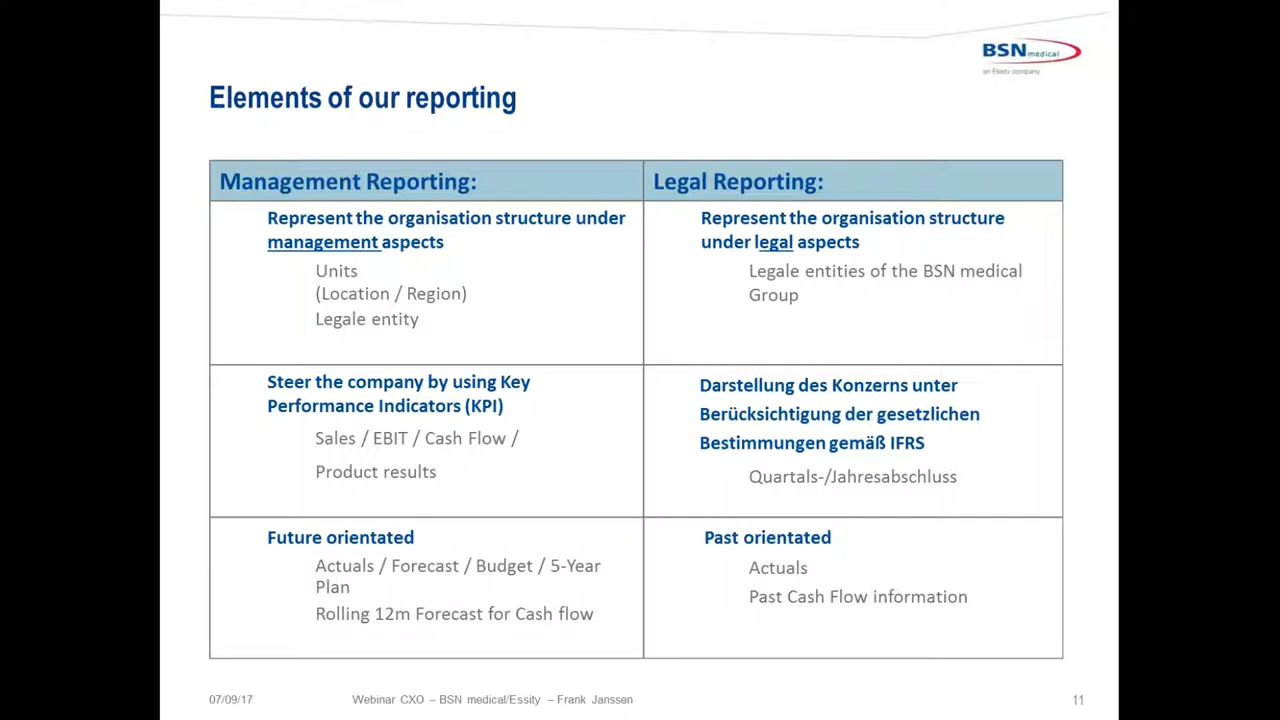 BSN medical
an Essity company
Elements of our reporting
Management Reporting:
Represent the organisation structure under
management aspects
Units
(Location / Region)
Legale entity
Steer the company by using Key
Performance Indicators (KPI)
Sales / EBIT / Cash Flow /
Product results
Future orientated
Actuals / Forecast / Budget / 5-Year
Plan
Rolling 12m Forecast for Cash flow
Legal Reporting:
Represent the organisation structure
under legal aspects
Legale entities of the BSN medical
Group
Darstellung des Konzerns unter
Berücksichtigung der gesetzlichen
Bestimmungen gemäß IFRS
Quartals-/Jahresabschluss
Past orientated
Actuals
Past Cash Flow information
07/09/17
Webinar CXO – BSN medical/Essity – Frank Janssen
11